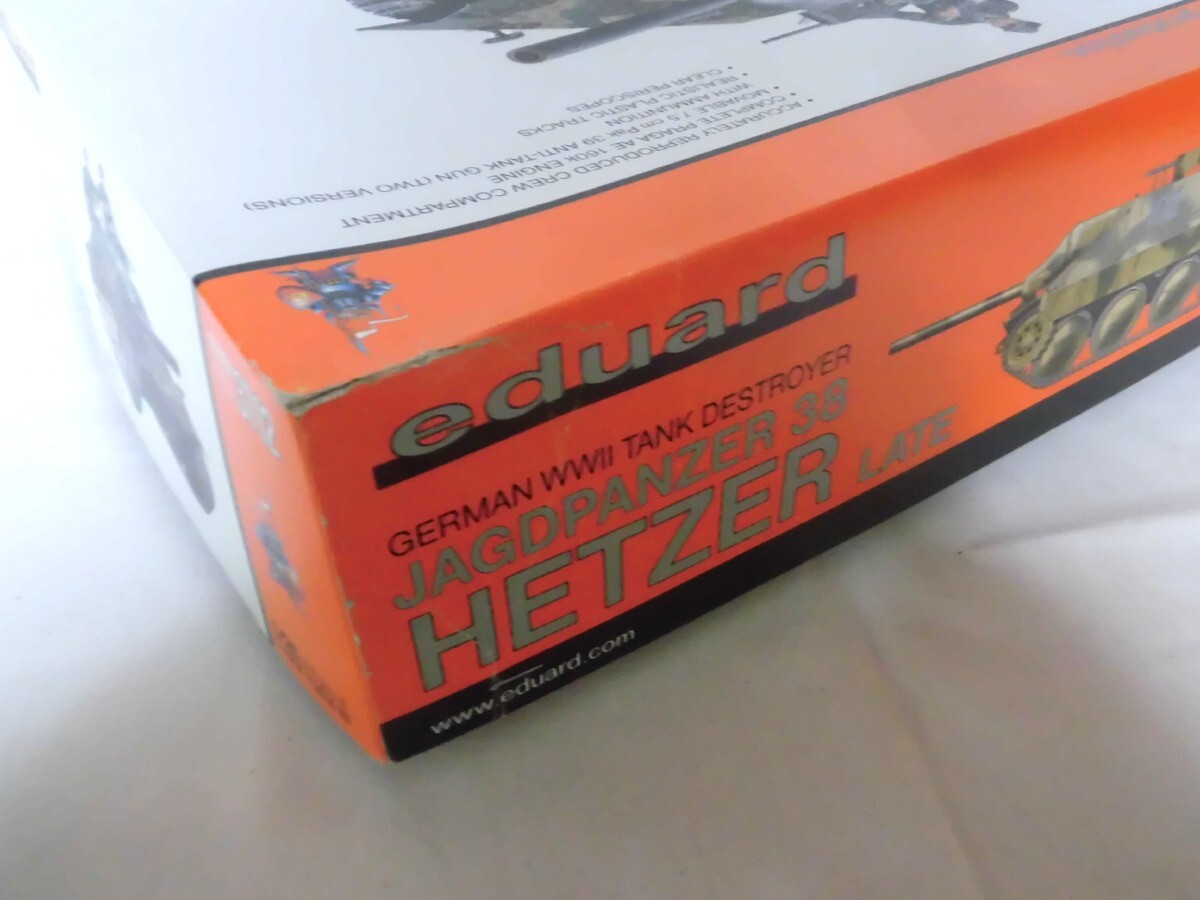 eduard
GERMAN WWII TANK DESTROYER
JAGDPANZER 38
HETZER LATE
www.eduard.com
• ACCURATELY REPRODUCED CREW COMPARTMENT
• COMPLETE PRAGA AE 160k ENGINE
• MOVABLE 7.5 cm Pak 39 ANTI-TANK GUN (TWO VERSIONS)
WITH AMMUNITION
• REALISTIC PLASTIC TRACKS
• CLEAR PERISCOPES